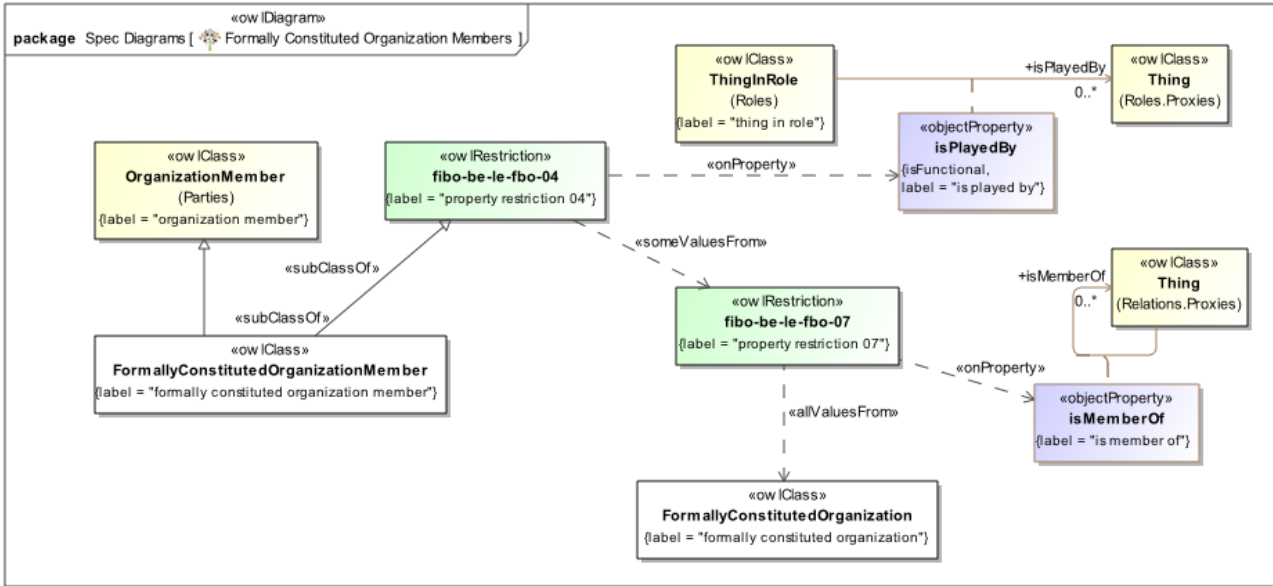 «owlDiagram»
package Spec Diagrams [ Formally Constituted Organization Members ]
«owlClass»
ThingInRole
(Roles)
{label = "thing in role"}
+isPlayedBy
0..*
«owlClass»
Thing
(Roles.Proxies)
«objectProperty»
isPlayedBy
{isFunctional,
label = "is played by"}
«onProperty»
«owlClass»
OrganizationMember
(Parties)
{label = "organization member"}
«owlRestriction»
fibo-be-le-fbo-04
{label = "property restriction 04"}
«someValuesFrom»
«subClassOf»
«subClassOf»
+isMemberOf
0..*
«owlClass»
Thing
(Relations.Proxies)
«owlRestriction»
fibo-be-le-fbo-07
{label = "property restriction 07"}
«owlClass»
FormallyConstitutedOrganizationMember
{label = "formally constituted organization member"}
«onProperty»
«objectProperty»
isMemberOf
{label = "is member of"}
«allValuesFrom»
«owlClass»
FormallyConstitutedOrganization
{label = "formally constituted organization"}